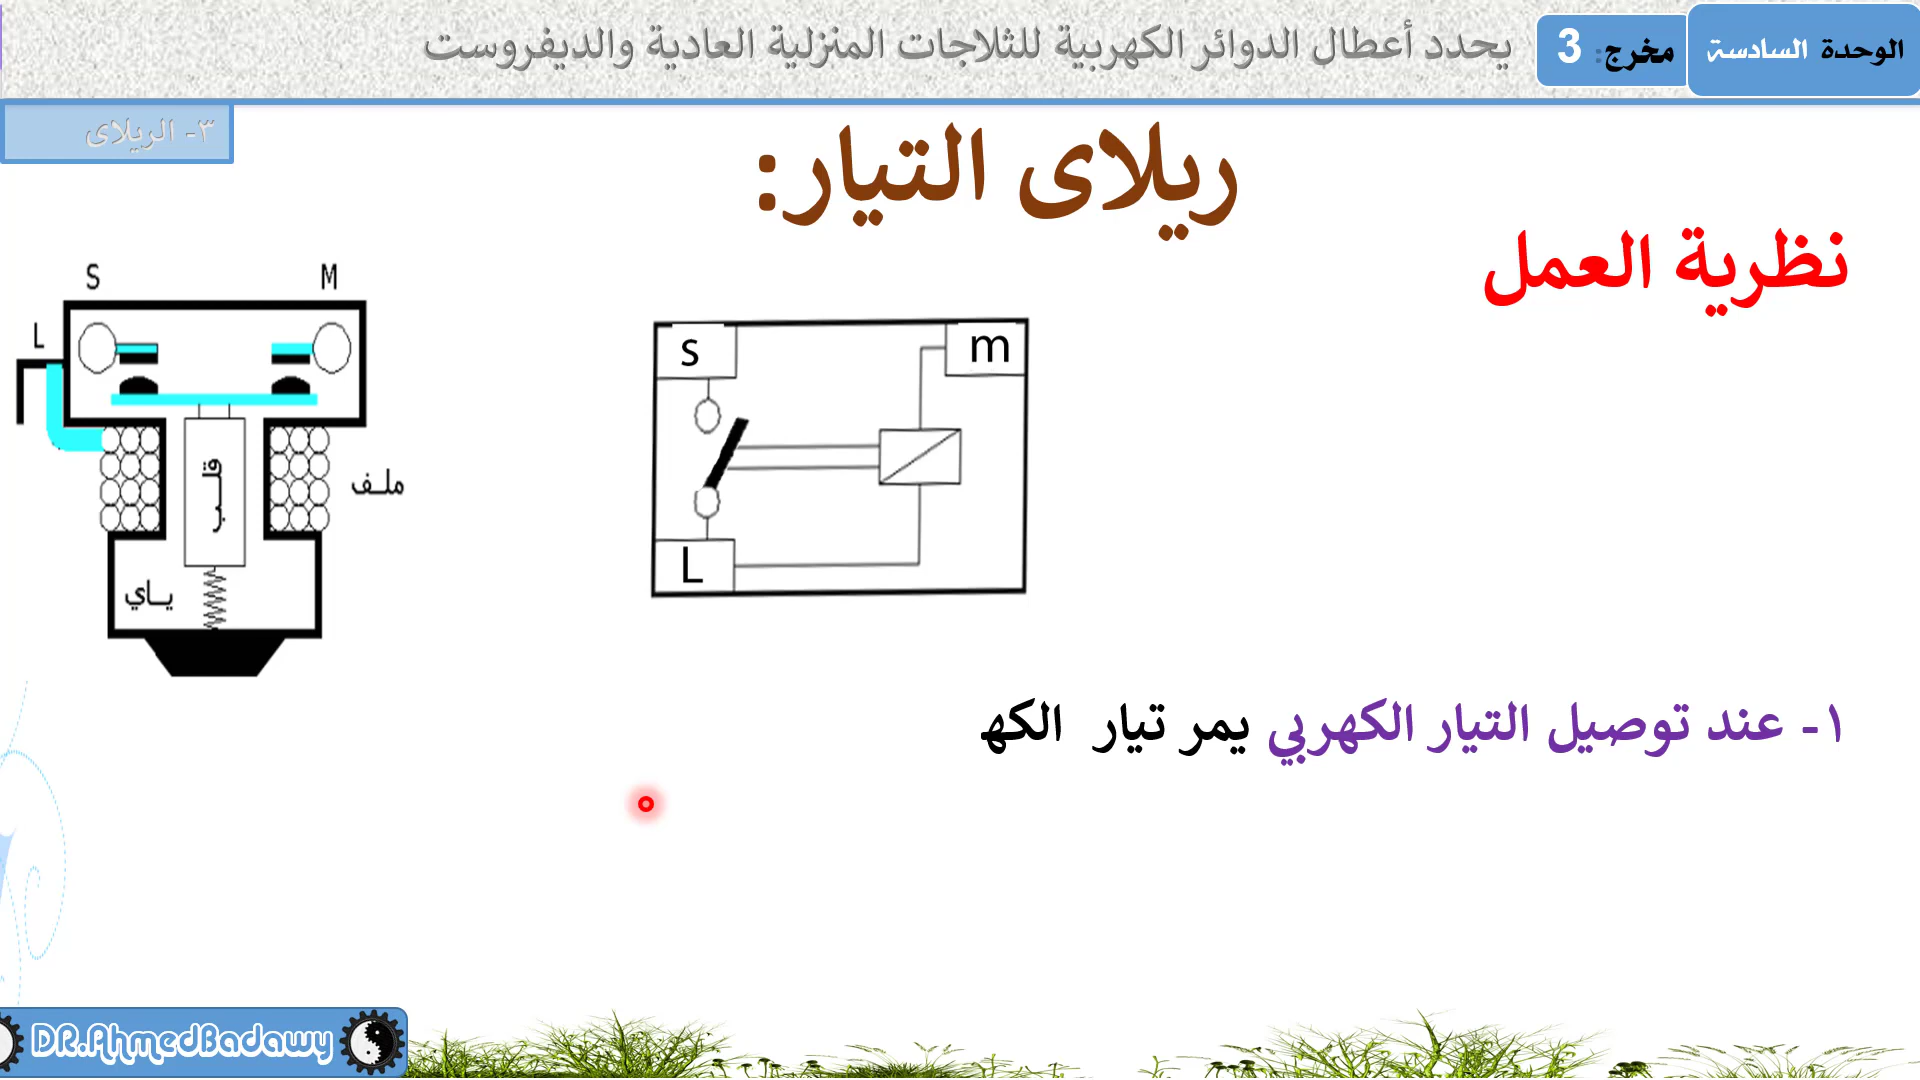 الوحدة السادسة
مخرج: 3
يحدد أعطال الدوائر الكهربية للثلاجات المنزلية العادية والديفروست
٣- الريلاى
ريلاى التيار:
نظرية العمل
S
M
L
قلب
ملف
ياي
s
m
L
١- عند توصيل التيار الكهربي يمر تيار الكه
DR.AhmedBadawy